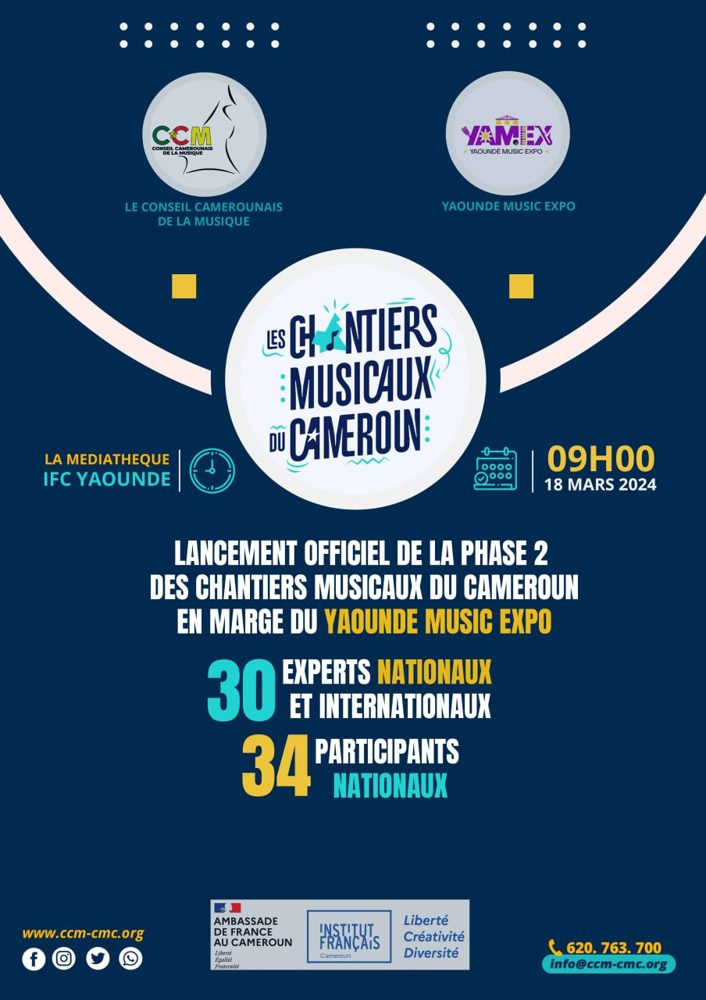 CCM
CONSEIL CAMEROUNAIS
DE LA MUSIQUE
YAMEX
YAOUNDÉ MUSIC EXPO
LE CONSEIL CAMEROUNAIS
DE LA MUSIQUE
YAOUNDE MUSIC EXPO
LES CHANTIERS
MUSICAUX
DU CAMEROUN
LA MEDIATHEQUE
IFC YAOUNDE
09H00
18 MARS 2024
LANCEMENT OFFICIEL DE LA PHASE 2
DES CHANTIERS MUSICAUX DU CAMEROUN
EN MARGE DU YAOUNDE MUSIC EXPO
30 EXPERTS NATIONAUX
ET INTERNATIONAUX
34 PARTICIPANTS
NATIONAUX
www.ccm-cmc.org
AMBASSADE
DE FRANCE
AU CAMEROUN
Liberté
Égalité
Fraternité
INSTITUT
FRANÇAIS
Cameroun
Liberté
Créativité
Diversité
620. 763. 700
info@ccm-cmc.org